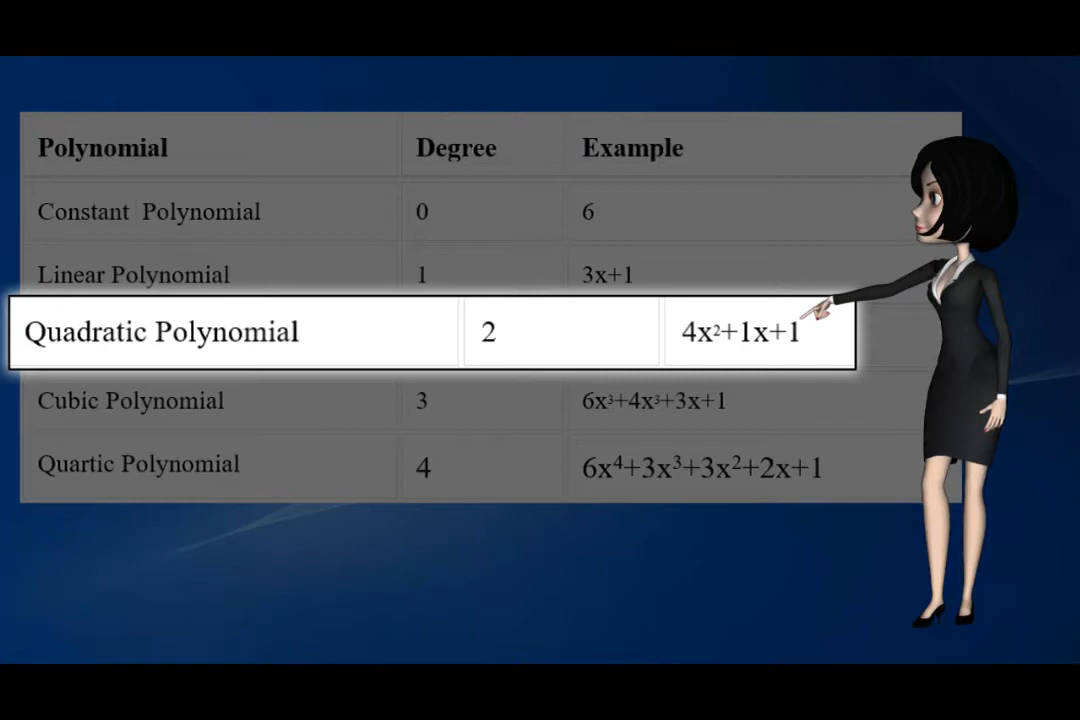 Polynomial Degree Example
Constant Polynomial 0 6
Linear Polynomial 1 3x+1
Quadratic Polynomial 2 4x²+1x+1
Cubic Polynomial 3 6x³+4x³+3x+1
Quartic Polynomial 4 6x⁴+3x³+3x²+2x+1